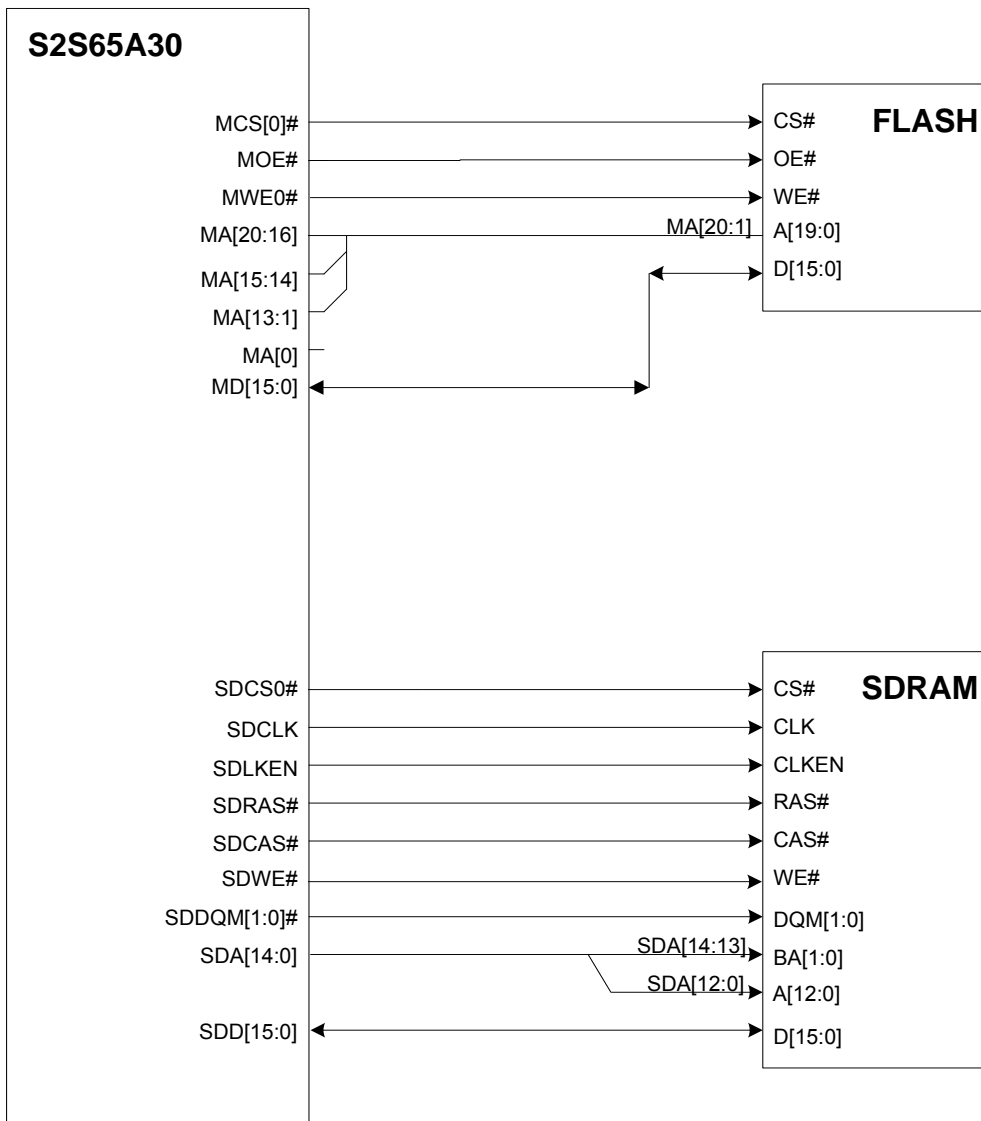 S2S65A30
MCS[0]#
MOE#
MWE0#
MA[20:16]
MA[15:14]
MA[13:1]
MA[0]
MD[15:0]
MA[20:1]
FLASH
CS#
OE#
WE#
A[19:0]
D[15:0]
SDCS0#
SDCLK
SDLKEN
SDRAS#
SDCAS#
SDWE#
SDDQM[1:0]#
SDA[14:0]
SDD[15:0]
SDA[14:13]
SDA[12:0]
SDRAM
CS#
CLK
CLKEN
RAS#
CAS#
WE#
DQM[1:0]
BA[1:0]
A[12:0]
D[15:0]